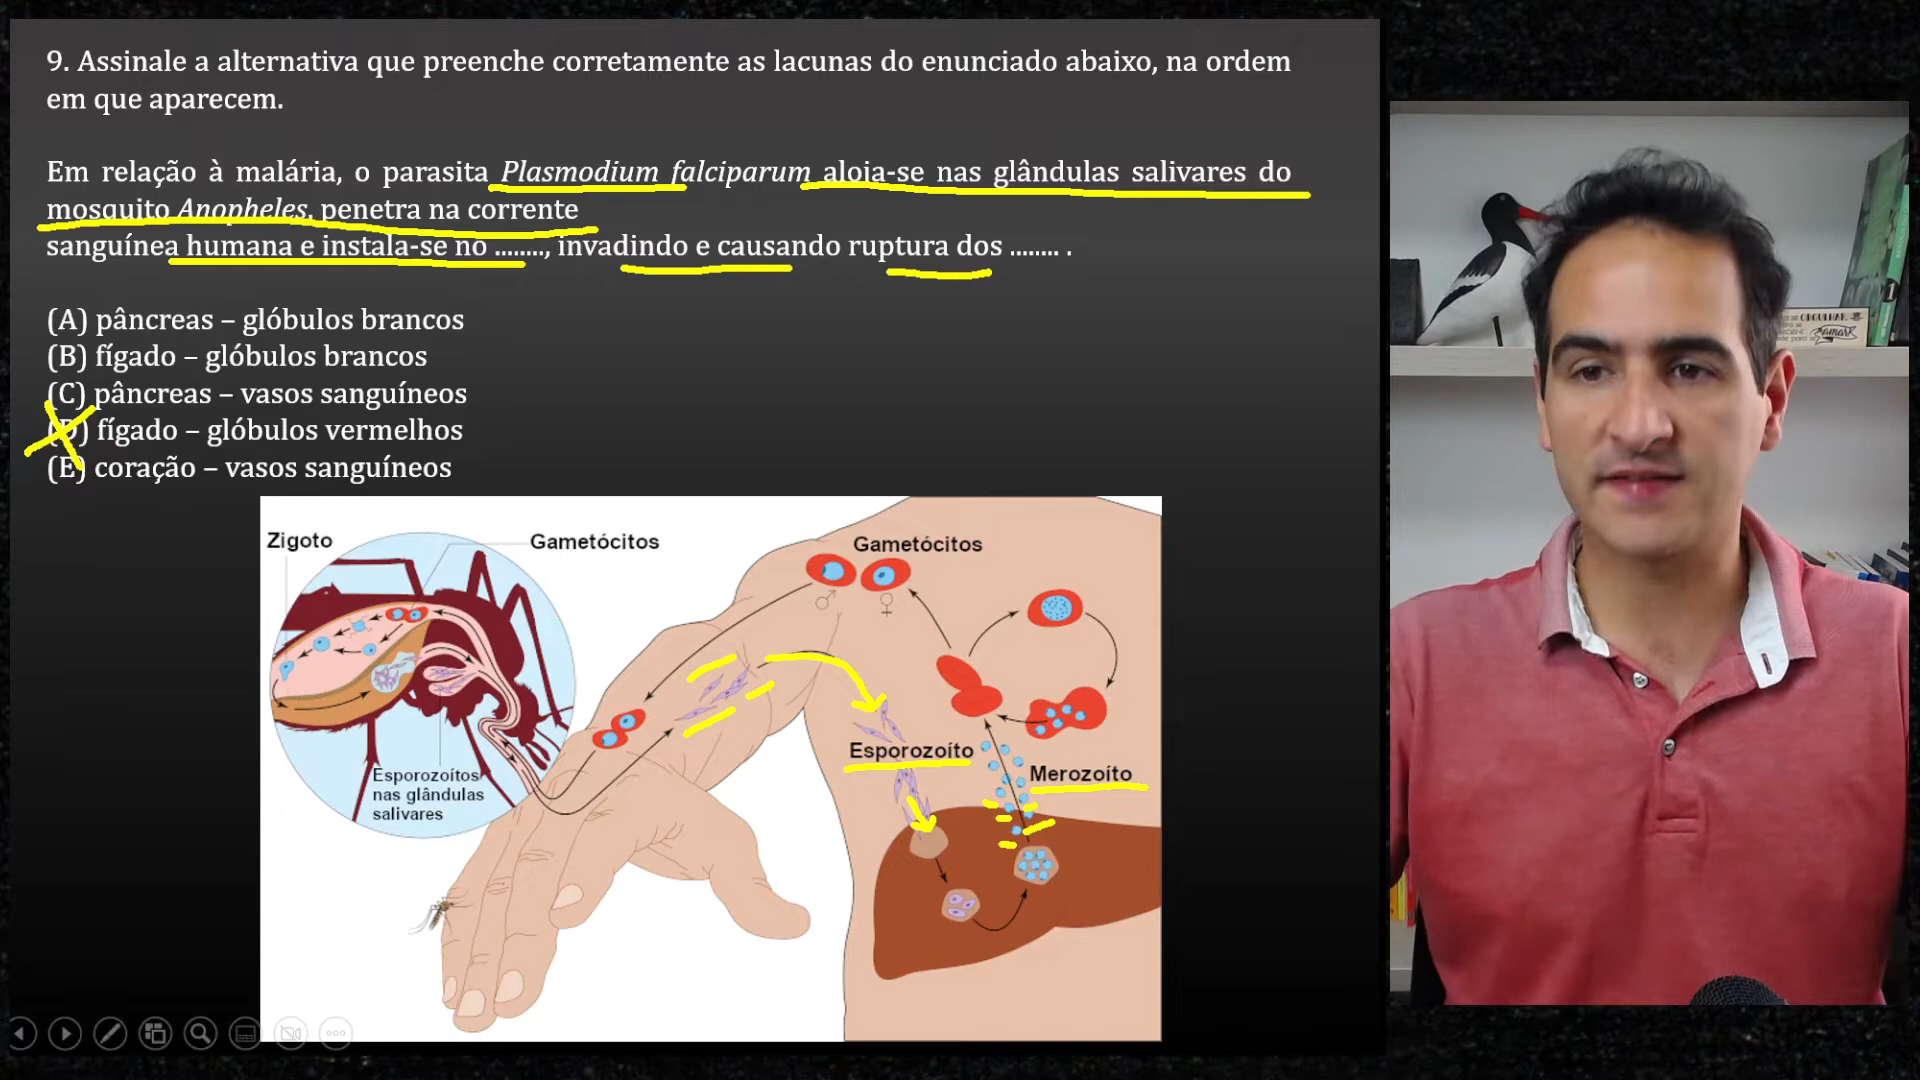 9. Assinale a alternativa que preenche corretamente as lacunas do enunciado abaixo, na ordem
em que aparecem.
Em relação à malária, o parasita Plasmodium falciparum aloja-se nas glândulas salivares do
mosquito Anopheles, penetra na corrente
sanguínea humana e instala-se no ........, invadindo e causando ruptura dos ........ .
(A) pâncreas – glóbulos brancos
(B) fígado – glóbulos brancos
(C) pâncreas – vasos sanguíneos
(D) fígado – glóbulos vermelhos
(E) coração – vasos sanguíneos
Zigoto
Gametócitos
Gametócitos
♂ ♀
Esporozoíto
Merozoíto
Esporozoítos
nas glândulas
salivares
ORGULHAR
1